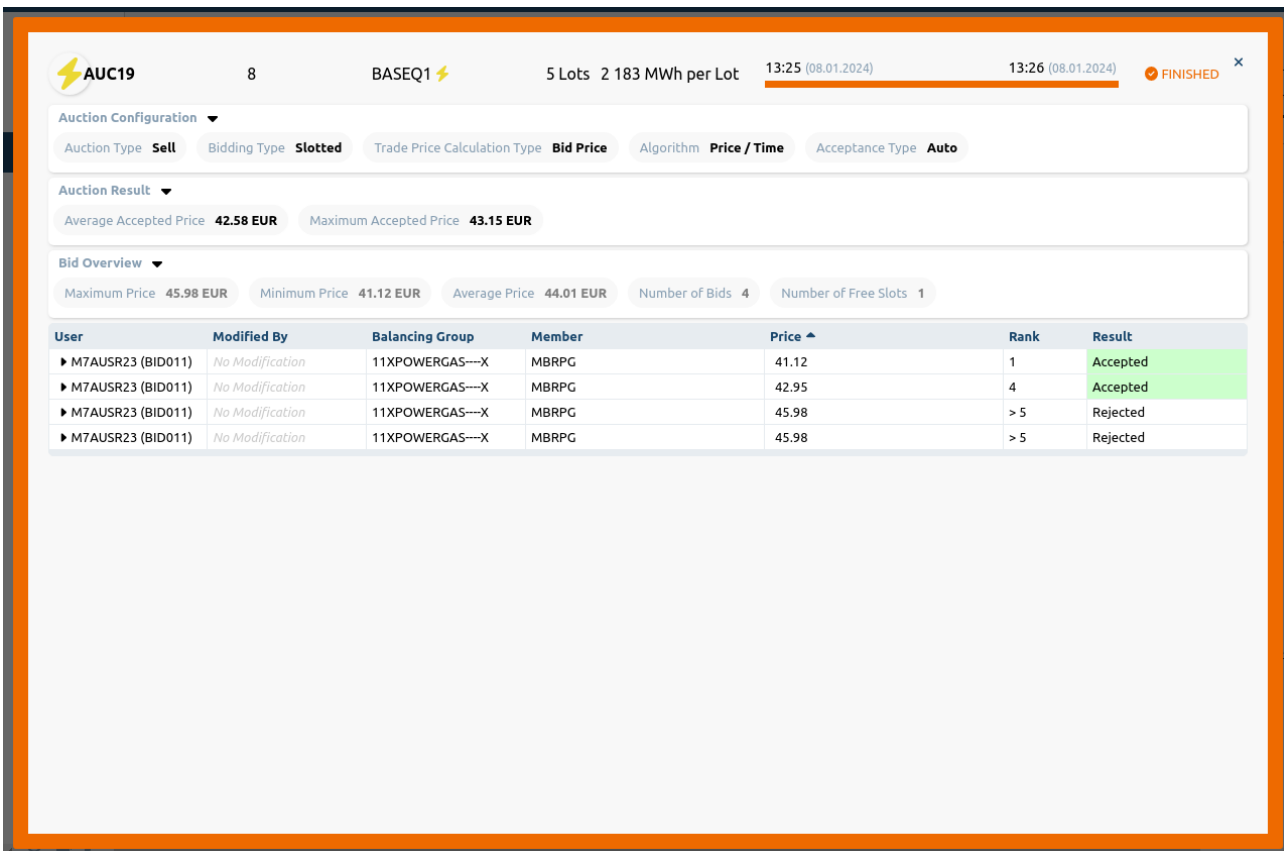 AUC19 8 BASEQ1 5 Lots 2 183 MWh per Lot 13:25 (08.01.2024) 13:26 (08.01.2024) FINISHED ×
Auction Configuration
Auction Type Sell Bidding Type Slotted Trade Price Calculation Type Bid Price Algorithm Price / Time Acceptance Type Auto
Auction Result
Average Accepted Price 42.58 EUR Maximum Accepted Price 43.15 EUR
Bid Overview
Maximum Price 45.98 EUR Minimum Price 41.12 EUR Average Price 44.01 EUR Number of Bids 4 Number of Free Slots 1
User Modified By Balancing Group Member Price Rank Result
M7AUSR23 (BID011) No Modification 11XPOWERGAS----X MBRPG 41.12 1 Accepted
M7AUSR23 (BID011) No Modification 11XPOWERGAS----X MBRPG 42.95 4 Accepted
M7AUSR23 (BID011) No Modification 11XPOWERGAS----X MBRPG 45.98 > 5 Rejected
M7AUSR23 (BID011) No Modification 11XPOWERGAS----X MBRPG 45.98 > 5 Rejected